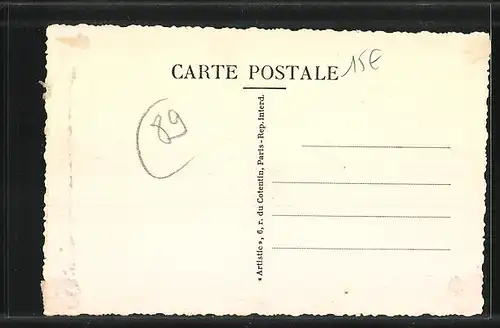 CARTE POSTALE
15€
89
« Artistic », 6, r. du Cotentin, Paris - Rep. Interd.